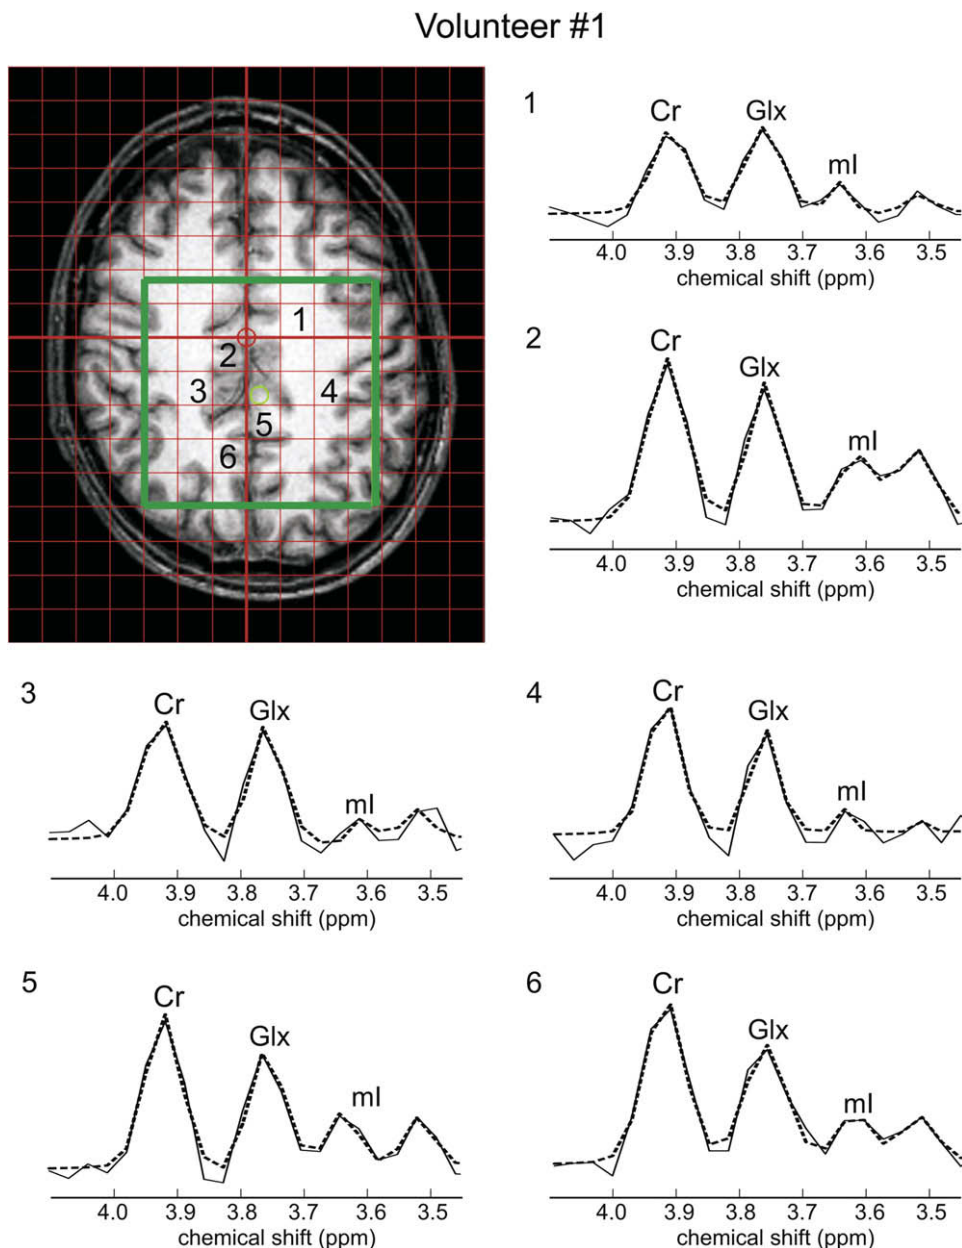 Volunteer #1
1
2
3
4
5
6
1
Cr
Glx
mI
4.0 3.9 3.8 3.7 3.6 3.5
chemical shift (ppm)
2
Cr
Glx
mI
4.0 3.9 3.8 3.7 3.6 3.5
chemical shift (ppm)
3
Cr
Glx
mI
4.0 3.9 3.8 3.7 3.6 3.5
chemical shift (ppm)
4
Cr
Glx
mI
4.0 3.9 3.8 3.7 3.6 3.5
chemical shift (ppm)
5
Cr
Glx
mI
4.0 3.9 3.8 3.7 3.6 3.5
chemical shift (ppm)
6
Cr
Glx
mI
4.0 3.9 3.8 3.7 3.6 3.5
chemical shift (ppm)